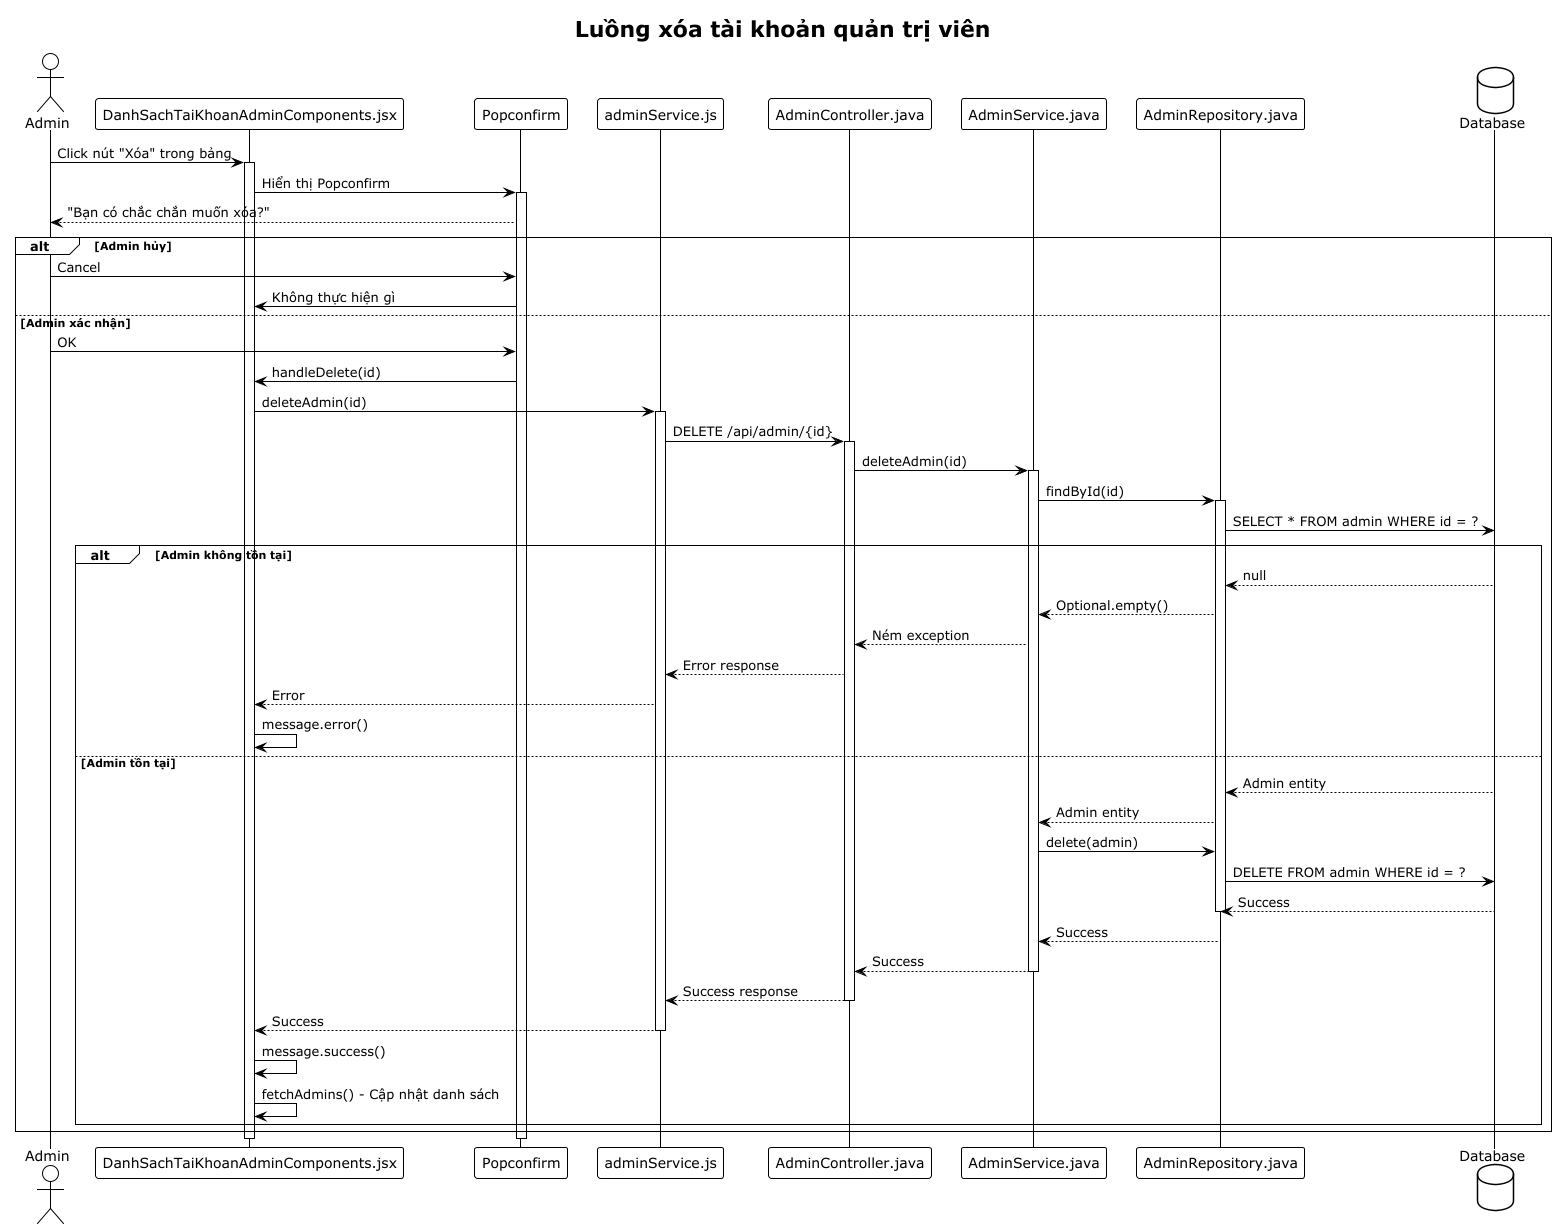 Luồng xóa tài khoản quản trị viên
Admin
DanhSachTaiKhoanAdminComponents.jsx
Popconfirm
adminService.js
AdminController.java
AdminService.java
AdminRepository.java
Database
Click nút "Xóa" trong bảng
Hiển thị Popconfirm
"Bạn có chắc chắn muốn xóa?"
alt [Admin hủy]
Cancel
Không thực hiện gì
[Admin xác nhận]
OK
handleDelete(id)
deleteAdmin(id)
DELETE /api/admin/{id}
deleteAdmin(id)
findById(id)
SELECT * FROM admin WHERE id = ?
alt [Admin không tồn tại]
null
Optional.empty()
Ném exception
Error response
Error
message.error()
[Admin tồn tại]
Admin entity
Admin entity
delete(admin)
DELETE FROM admin WHERE id = ?
Success
Success
Success
Success response
Success
message.success()
fetchAdmins() - Cập nhật danh sách
Admin
DanhSachTaiKhoanAdminComponents.jsx
Popconfirm
adminService.js
AdminController.java
AdminService.java
AdminRepository.java
Database